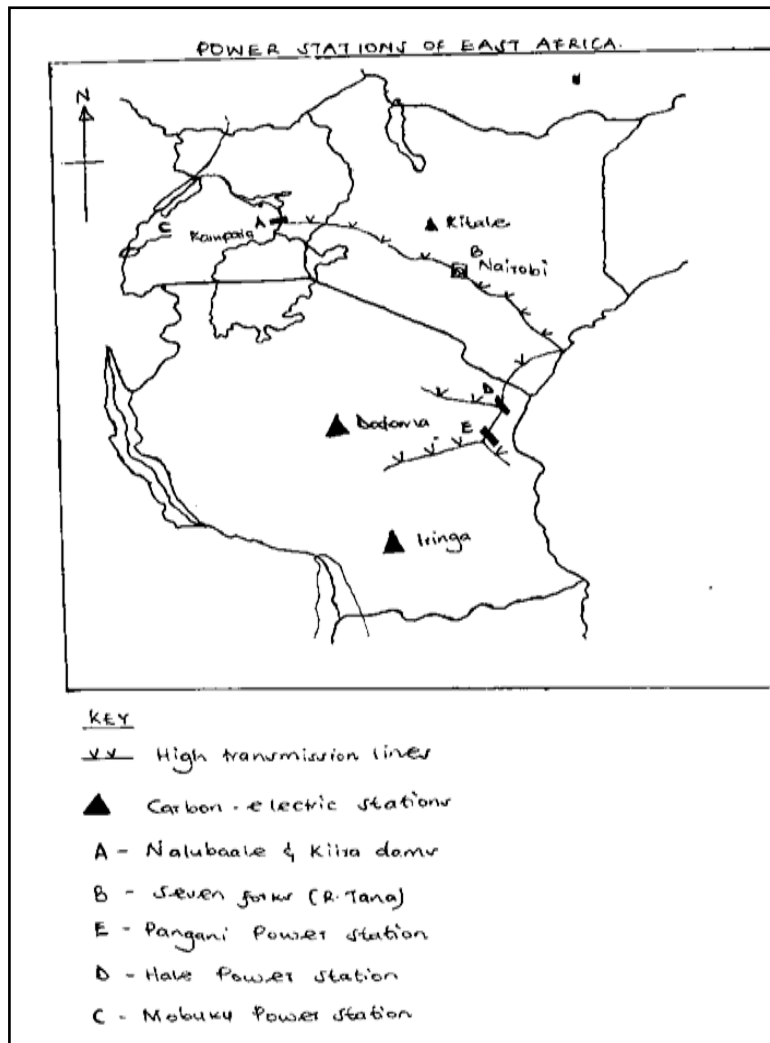 POWER STATIONS OF EAST AFRICA.
N
A
Kitale
C
Kampala
B
Nairobi
D
Dodoma
E
Iringa
KEY
High transmission lines
Carbon-electric stations
A - Nalubaale & Kiira dams
B - Seven forks (R. Tana)
E - Pangani Power station
D - Hale Power station
C - Mobuku Power station